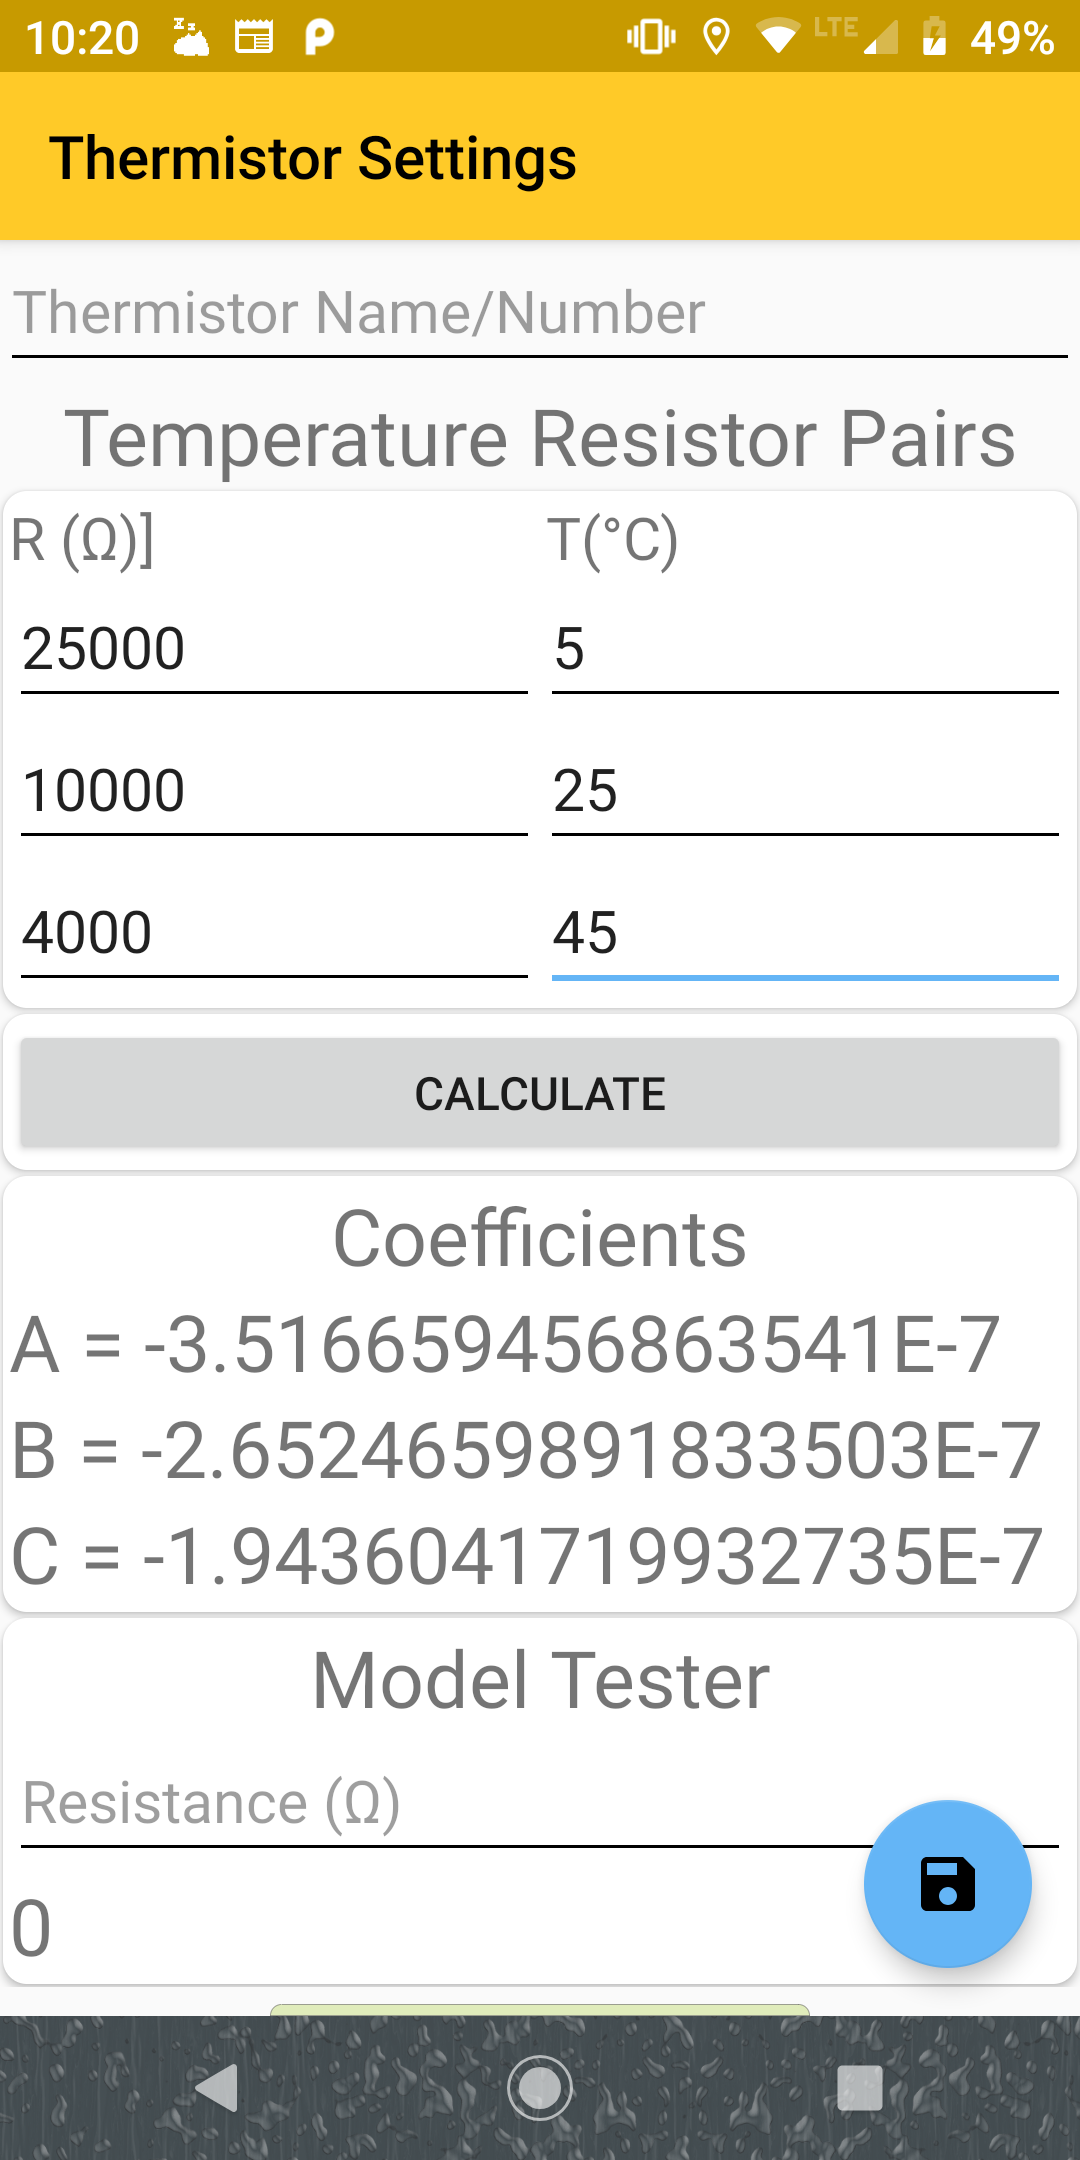 10:20 LTE 49%
Thermistor Settings
Thermistor Name/Number
Temperature Resistor Pairs
R (Ω)] T(°C)
25000 5
10000 25
4000 45
CALCULATE
Coefficients
A = -3.516659456863541E-7
B = -2.6524659891833503E-7
C = -1.9436041719932735E-7
Model Tester
Resistance (Ω)
0